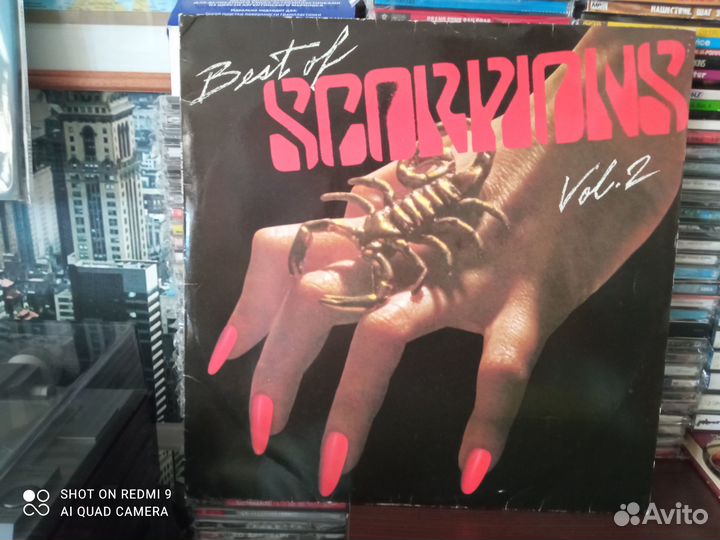 Best of
SCORPIONS
Vol.2
SHOT ON REDMI 9
AI QUAD CAMERA
Avito